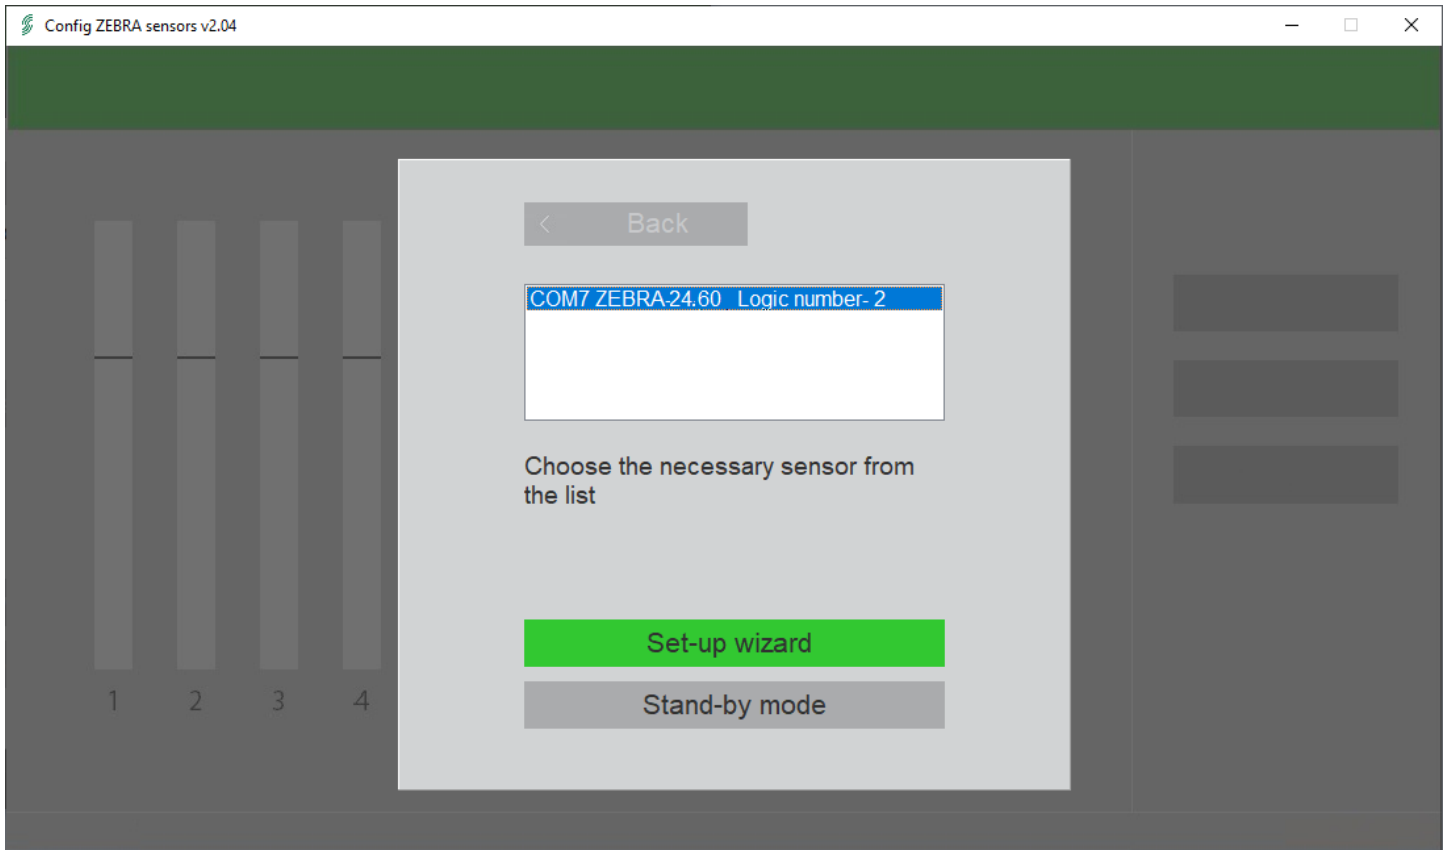 Config ZEBRA sensors v2.04
Back
COM7 ZEBRA-24.60   Logic number- 2
Choose the necessary sensor from
the list
Set-up wizard
Stand-by mode
1 2 3 4